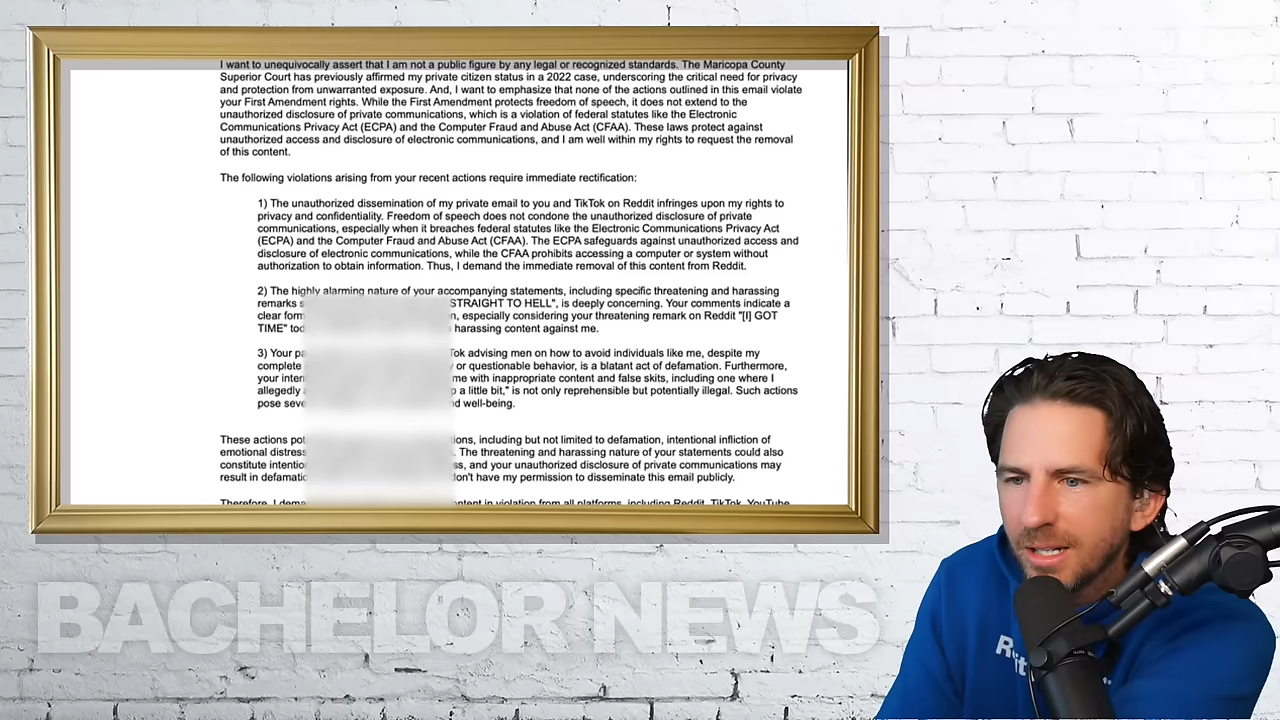 I want to unequivocally assert that I am not a public figure by any legal or recognized standards. The Maricopa County
Superior Court has previously affirmed my private citizen status in a 2022 case, underscoring the critical need for privacy
and protection from unwarranted exposure. And, I want to emphasize that none of the actions outlined in this email violate
your First Amendment rights. While the First Amendment protects freedom of speech, it does not extend to the
unauthorized disclosure of private communications, which is a violation of federal statutes like the Electronic
Communications Privacy Act (ECPA) and the Computer Fraud and Abuse Act (CFAA). These laws protect against
unauthorized access and disclosure of electronic communications, and I am well within my rights to request the removal
of this content.
The following violations arising from your recent actions require immediate rectification:
1) The unauthorized dissemination of my private email to you and TikTok on Reddit infringes upon my rights to
privacy and confidentiality. Freedom of speech does not condone the unauthorized disclosure of private
communications, especially when it breaches federal statutes like the Electronic Communications Privacy Act
(ECPA) and the Computer Fraud and Abuse Act (CFAA). The ECPA safeguards against unauthorized access and
disclosure of electronic communications, while the CFAA prohibits accessing a computer or system without
authorization to obtain information. Thus, I demand the immediate removal of this content from Reddit.
2) The highly alarming nature of your accompanying statements, including specific threatening and harassing
remarks STRAIGHT TO HELL", is deeply concerning. Your comments indicate a
clear especially considering your threatening remark on Reddit "[I] GOT
TIME" harassing content against me.
3) Your advising men on how to avoid individuals like me, despite my
complete or questionable behavior, is a blatant act of defamation. Furthermore,
your me with inappropriate content and false skits, including one where I
allegedly a little bit," is not only reprehensible but potentially illegal. Such actions
pose well-being.
These actions including but not limited to defamation, intentional infliction of
emotional distress The threatening and harassing nature of your statements could also
constitute and your unauthorized disclosure of private communications may
result in don't have my permission to disseminate this email publicly.
Therefore, I in violation from all platforms, including Reddit, TikTok, YouTube
BACHELOR NEWS